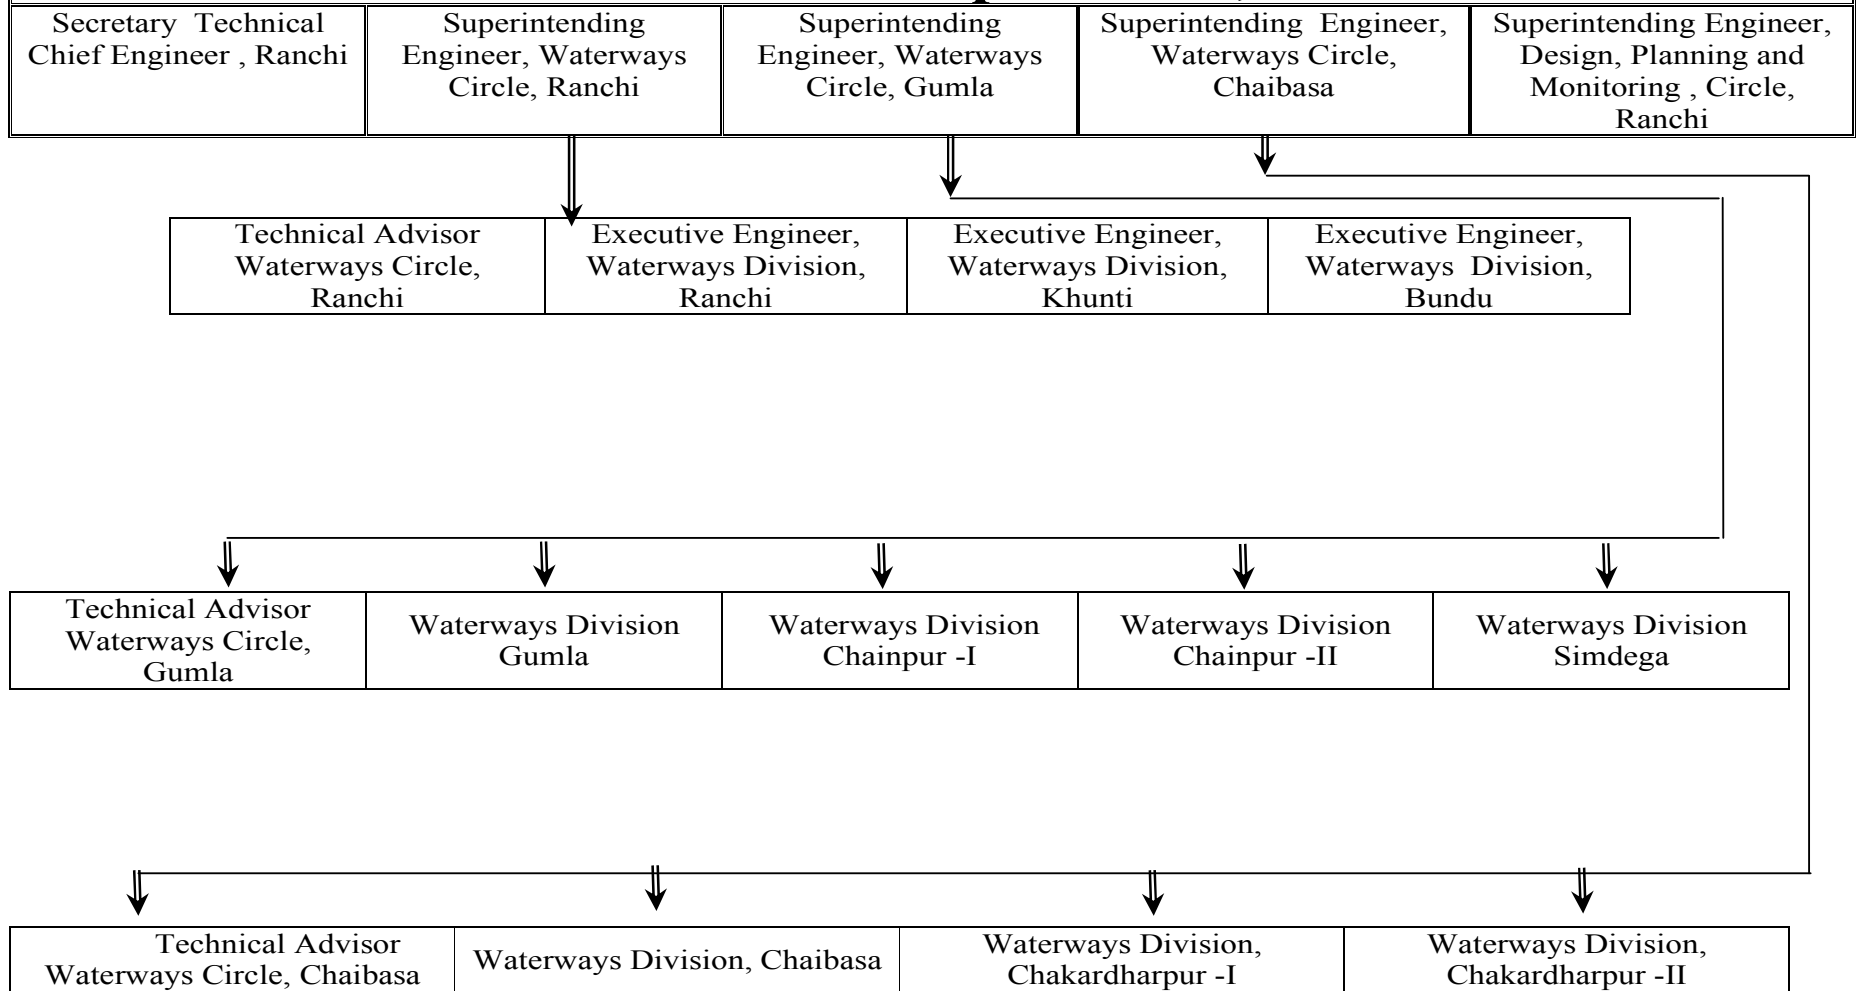 Secretary Technical
Chief Engineer , Ranchi
Superintending
Engineer, Waterways
Circle, Ranchi
Superintending
Engineer, Waterways
Circle, Gumla
Superintending Engineer,
Waterways Circle,
Chaibasa
Superintending Engineer,
Design, Planning and
Monitoring , Circle,
Ranchi
Technical Advisor
Waterways Circle,
Ranchi
Executive Engineer,
Waterways Division,
Ranchi
Executive Engineer,
Waterways Division,
Khunti
Executive Engineer,
Waterways Division,
Bundu
Technical Advisor
Waterways Circle,
Gumla
Waterways Division
Gumla
Waterways Division
Chainpur -I
Waterways Division
Chainpur -II
Waterways Division
Simdega
Technical Advisor
Waterways Circle, Chaibasa
Waterways Division, Chaibasa
Waterways Division,
Chakardharpur -I
Waterways Division,
Chakardharpur -II